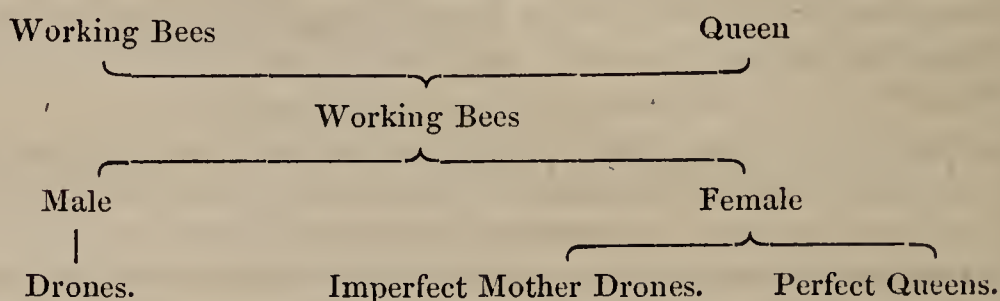 Working Bees Queen
Working Bees
Male Female
Drones. Imperfect Mother Drones. Perfect Queens.